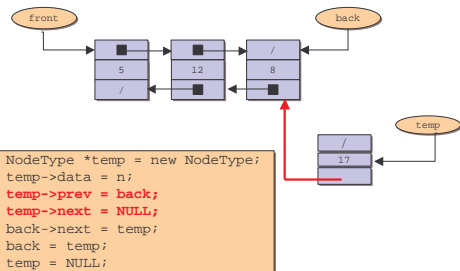 front
back
/
5
12
8
/
temp
/
17
NodeType *temp = new NodeType;
temp->data = n;
temp->prev = back;
temp->next = NULL;
back->next = temp;
back = temp;
temp = NULL;